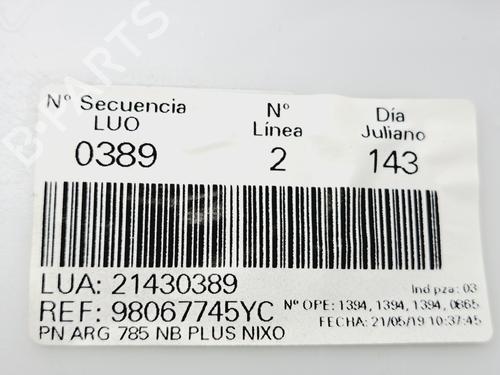 Nº Secuencia
LUO
Nº
Línea
Día
Juliano
0389
2
143
LUA: 21430389
Ind pza: 03
REF: 98067745YC
Nº OPE: 1394, 1394, 1394, 0865
FECHA: 21/05/19 10:37:45
PN ARG 785 NB PLUS NIXO
B-PARTS